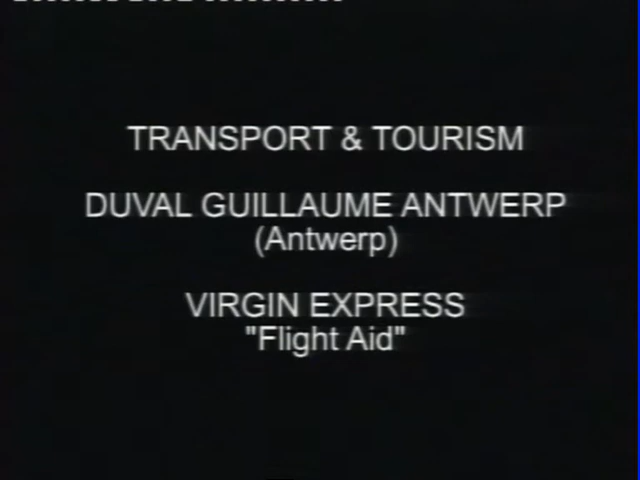 TRANSPORT & TOURISM
DUVAL GUILLAUME ANTWERP
(Antwerp)
VIRGIN EXPRESS
"Flight Aid"